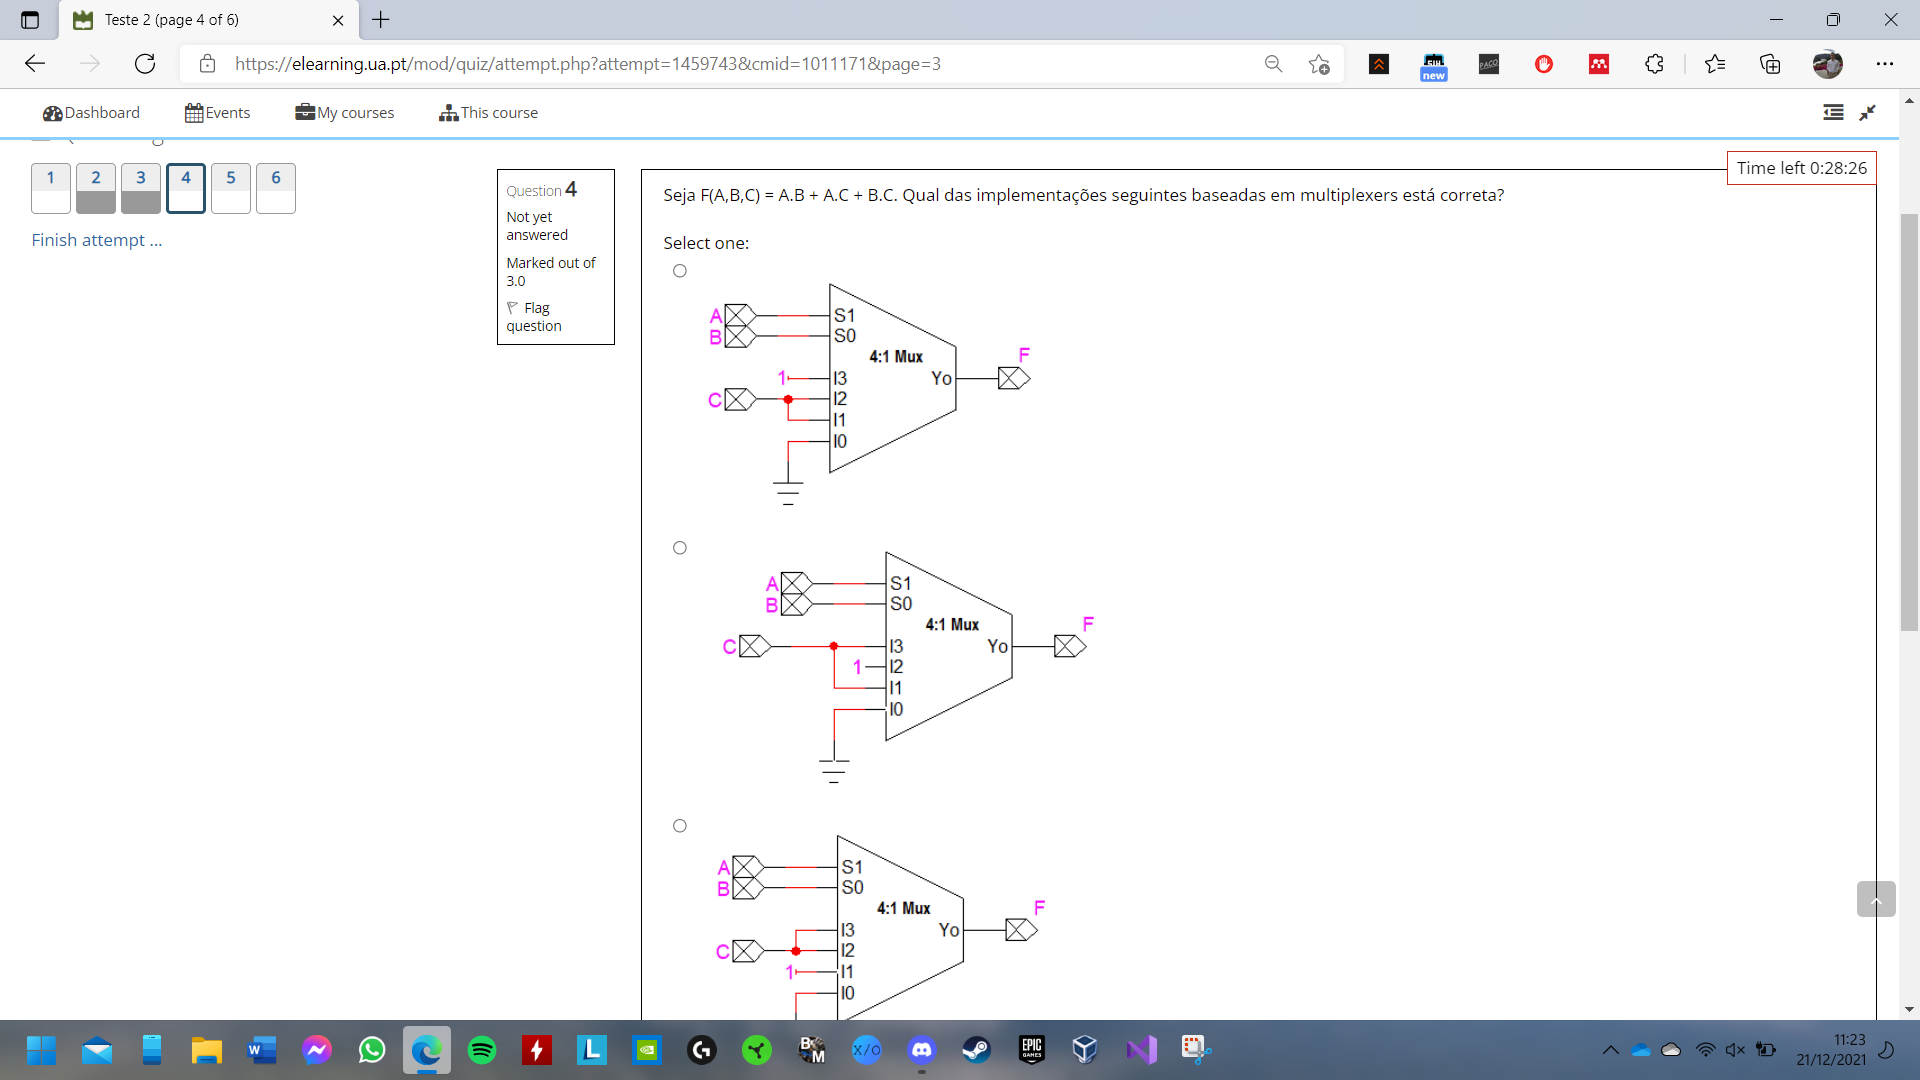 Teste 2 (page 4 of 6)
https://elearning.ua.pt/mod/quiz/attempt.php?attempt=1459743&cmid=1011171&page=3
new
PACO
Dashboard Events My courses This course
Time left 0:28:26
1 2 3 4 5 6
Finish attempt ...
Question 4
Not yet
answered
Marked out of
3.0
Flag
question
Seja F(A,B,C) = A.B + A.C + B.C. Qual das implementações seguintes baseadas em multiplexers está correta?
Select one:
A S1
B S0
4:1 Mux
F
1 I3 Yo
C I2
I1
I0
A S1
B S0
4:1 Mux
F
C I3 Yo
1 I2
I1
I0
A S1
B S0
4:1 Mux
F
I3 Yo
C I2
1 I1
I0
11:23
21/12/2021